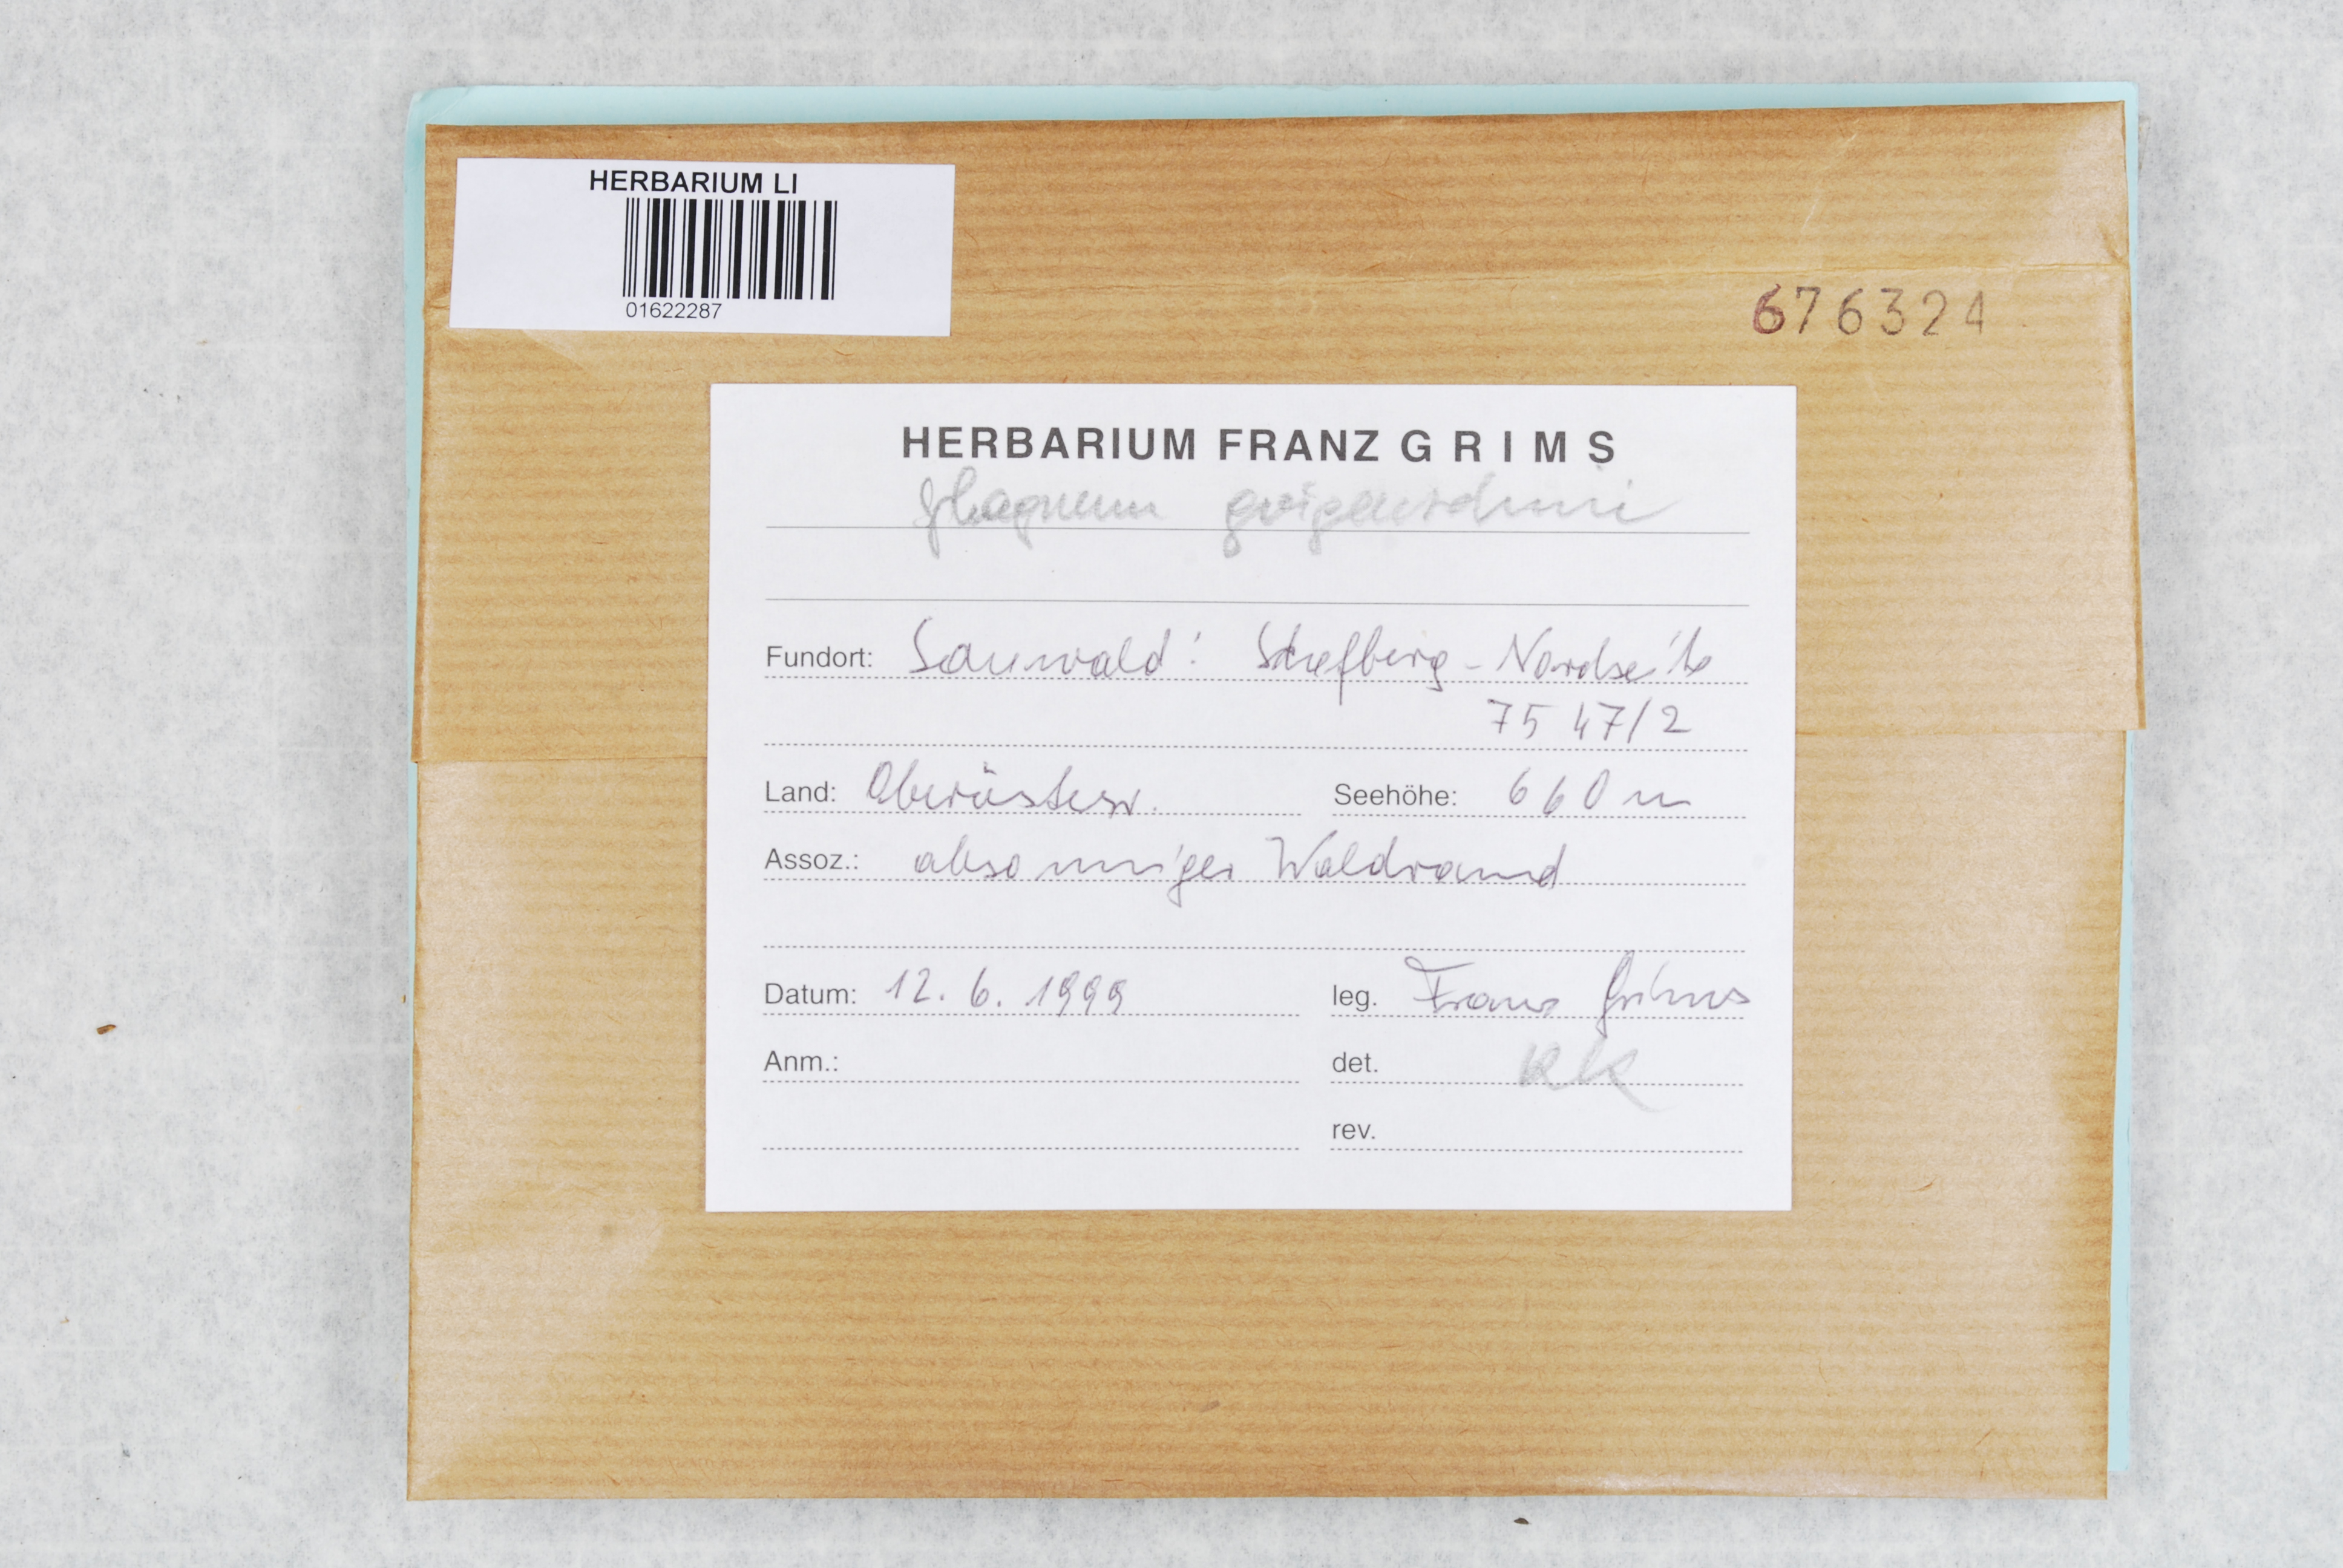 HERBARIUM LI
01622287
676324
HERBARIUM FRANZ GRIMS
Sphagnum girgensohnii
Fundort: Sauwald: Schefberg - Nordseite
7547/2
Land: Oberösterr. Seehöhe: 660 m
Assoz.: absonniger Waldrand
Datum: 12. 6. 1999 leg. Franz Grims
Anm.: det. RK
rev.